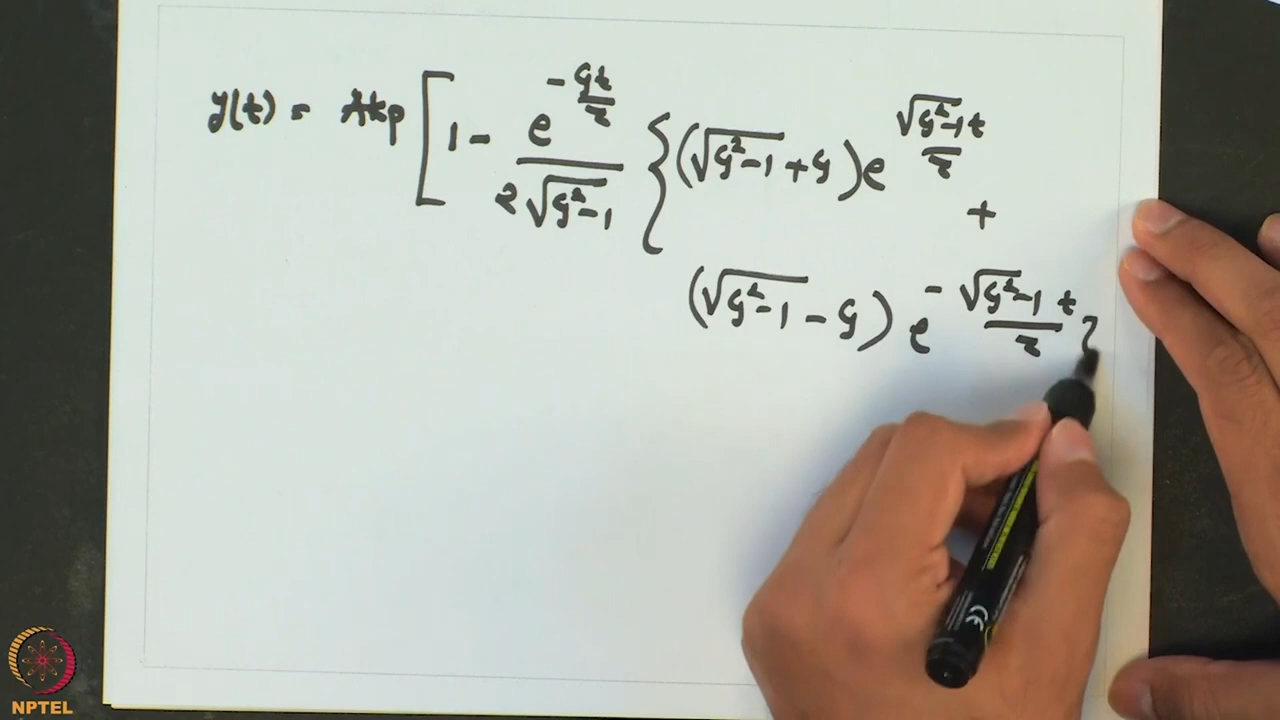 y(t) = Akp [ 1 - e^{-ζt/τ} / 2√(ζ²-1) { (√(ζ²-1) + ζ) e^{√(ζ²-1) t/τ} +
(√(ζ²-1) - ζ) e^{-√(ζ²-1) t/τ} }
NPTEL